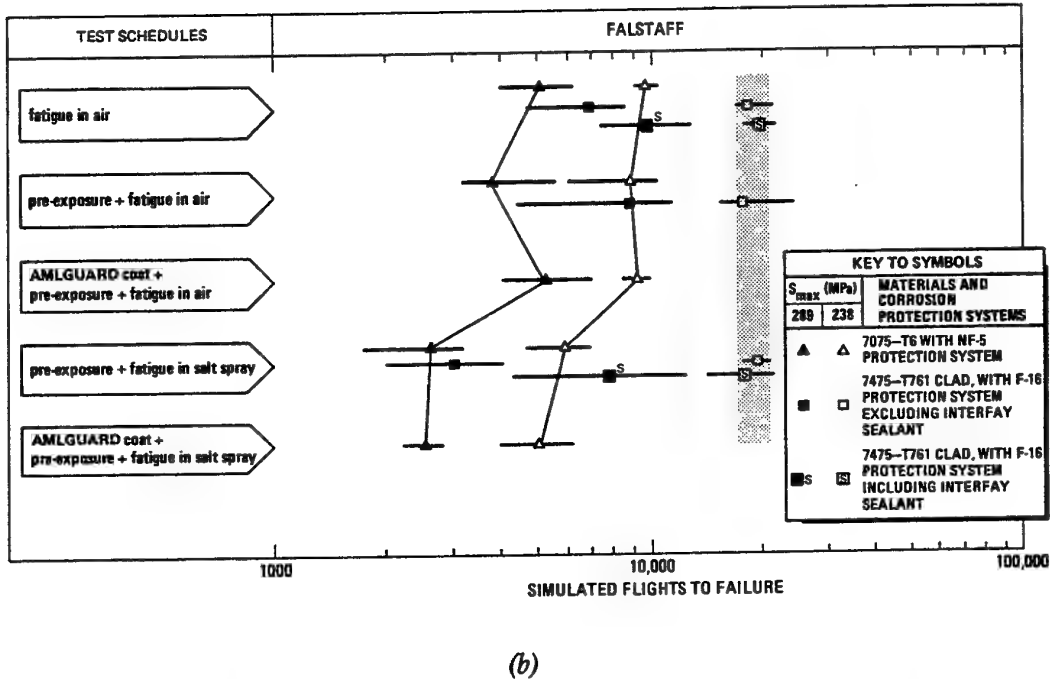 TEST SCHEDULES
FALSTAFF
fatigue in air
S
S
pre-exposure + fatigue in air
AMLGUARD coat +
pre-exposure + fatigue in air
pre-exposure + fatigue in salt spray
S
S
AMLGUARD coat +
pre-exposure + fatigue in salt spray
KEY TO SYMBOLS
Smax (MPa)
289 238
MATERIALS AND
CORROSION
PROTECTION SYSTEMS
7075–T6 WITH NF-5
PROTECTION SYSTEM
7475–T761 CLAD, WITH F-16
PROTECTION SYSTEM
EXCLUDING INTERFAY
SEALANT
7475–T761 CLAD, WITH F-16
S S PROTECTION SYSTEM
INCLUDING INTERFAY
SEALANT
1000 10,000 100,000
SIMULATED FLIGHTS TO FAILURE
(b)